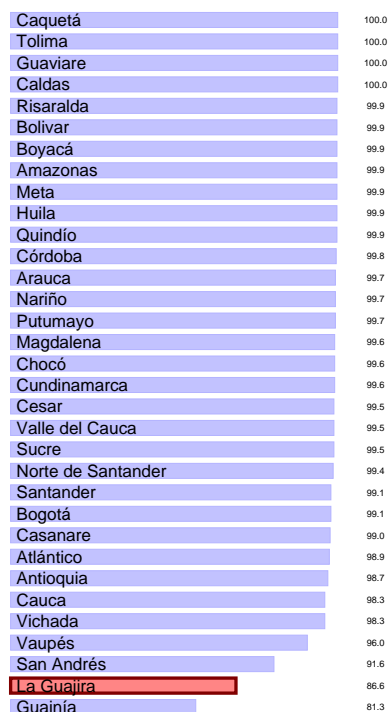 Caquetá 100.0
Tolima 100.0
Guaviare 100.0
Caldas 100.0
Risaralda 99.9
Bolivar 99.9
Boyacá 99.9
Amazonas 99.9
Meta 99.9
Huila 99.9
Quindío 99.9
Córdoba 99.8
Arauca 99.7
Nariño 99.7
Putumayo 99.7
Magdalena 99.6
Chocó 99.6
Cundinamarca 99.6
Cesar 99.5
Valle del Cauca 99.5
Sucre 99.5
Norte de Santander 99.4
Santander 99.1
Bogotá 99.1
Casanare 99.0
Atlántico 98.9
Antioquia 98.7
Cauca 98.3
Vichada 98.3
Vaupés 96.0
San Andrés 91.6
La Guajira 86.6
Guainía 81.3